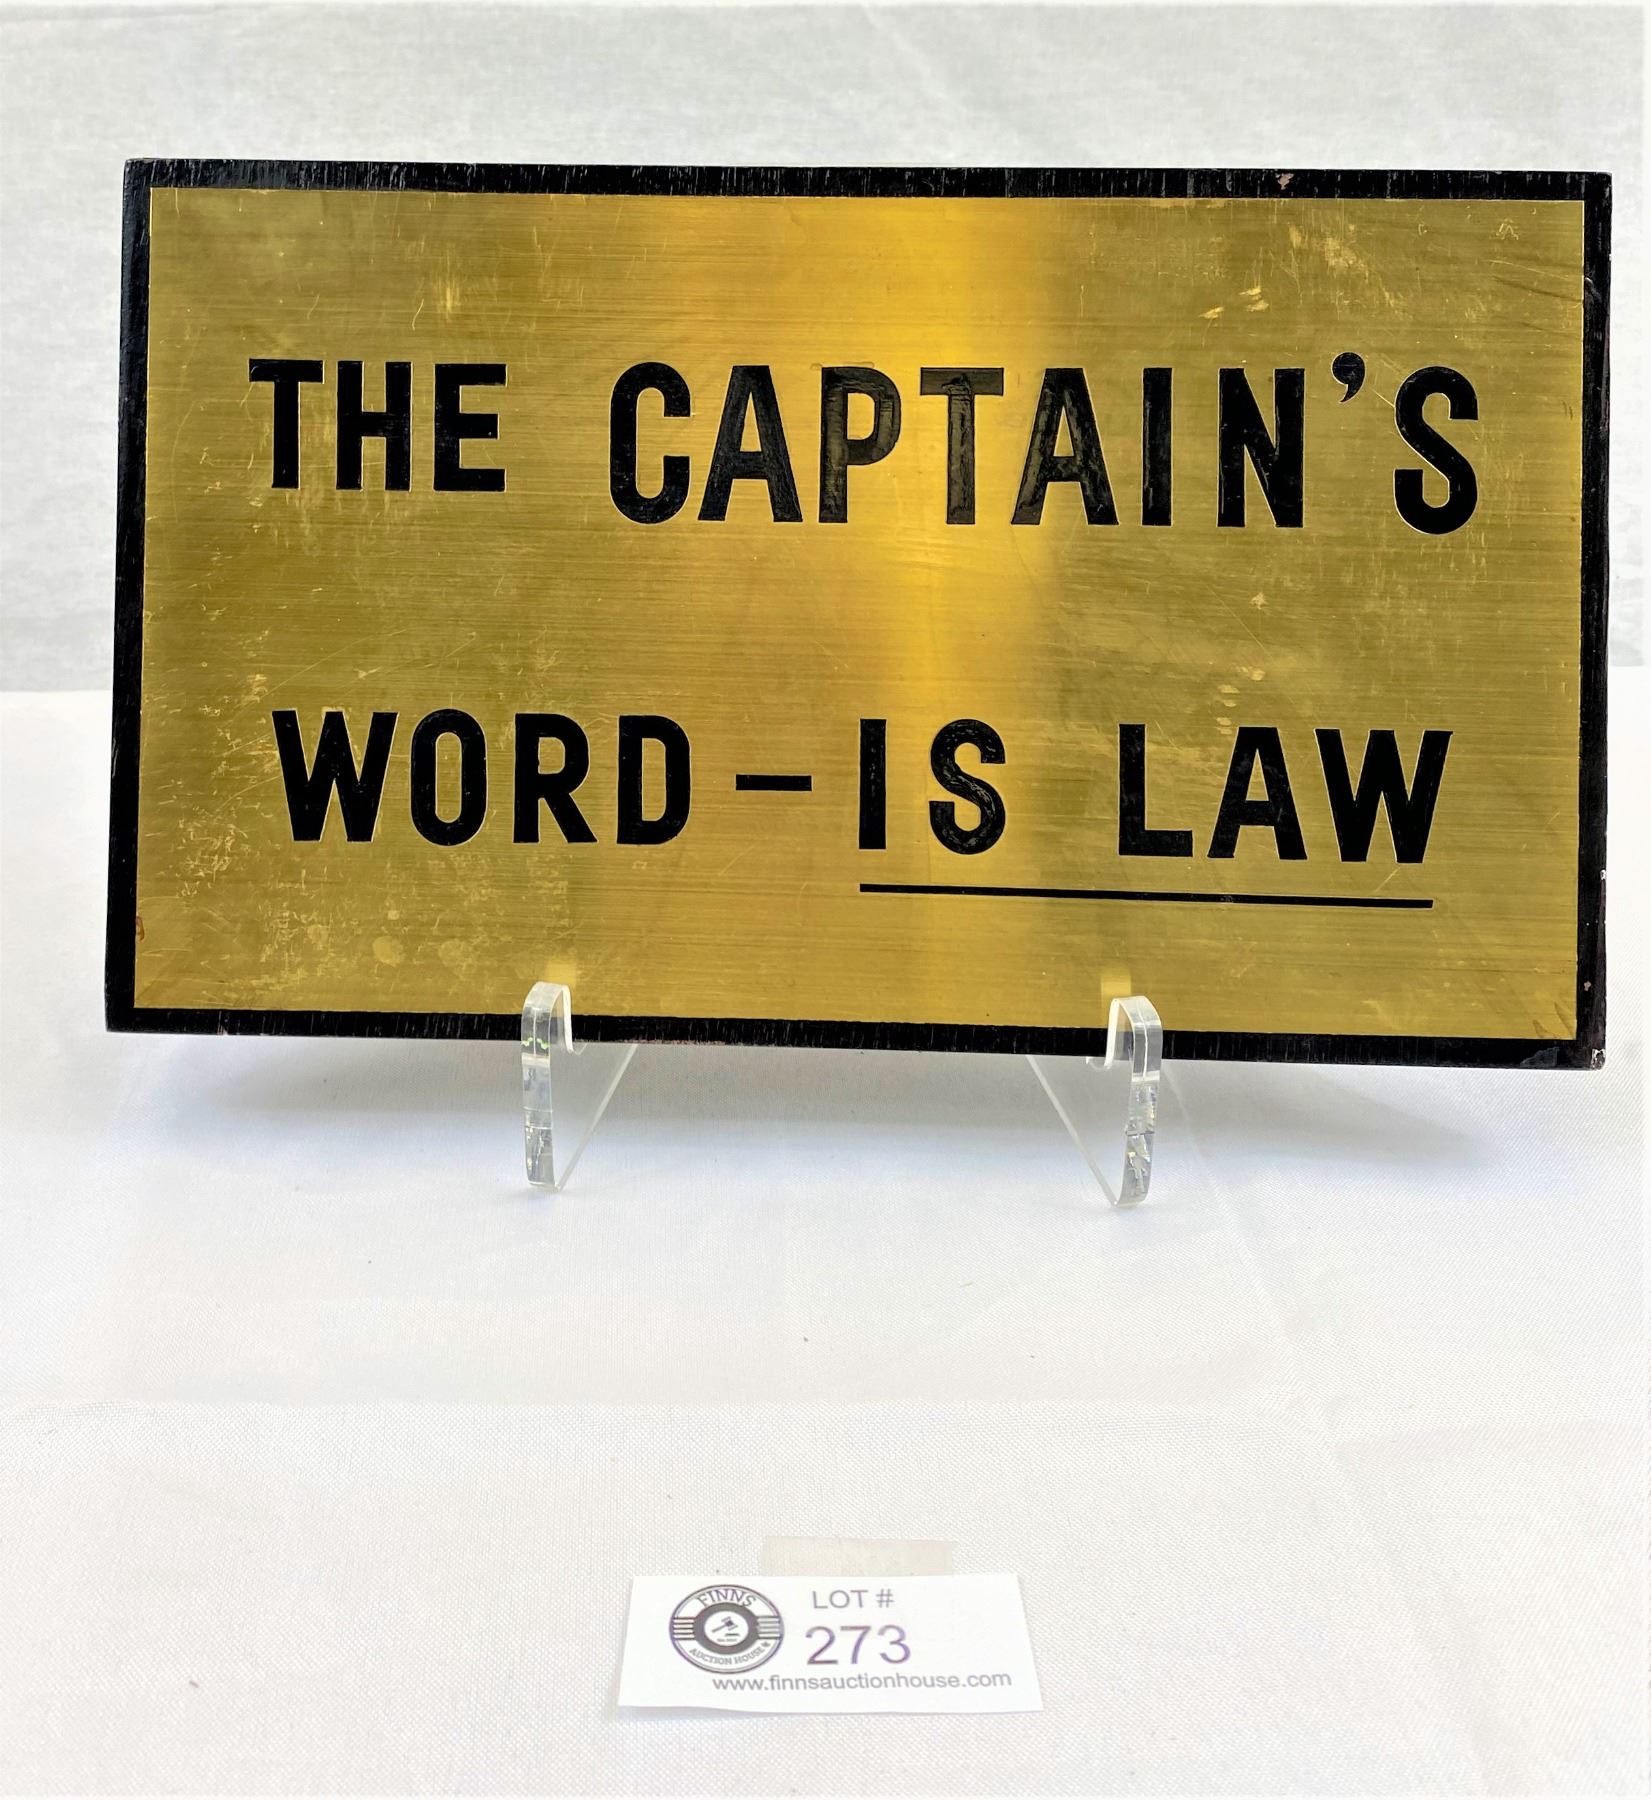 THE CAPTAIN'S
WORD – IS LAW
FINNS
AUCTION HOUSE
LOT #
273
www.finnsauctionhouse.com